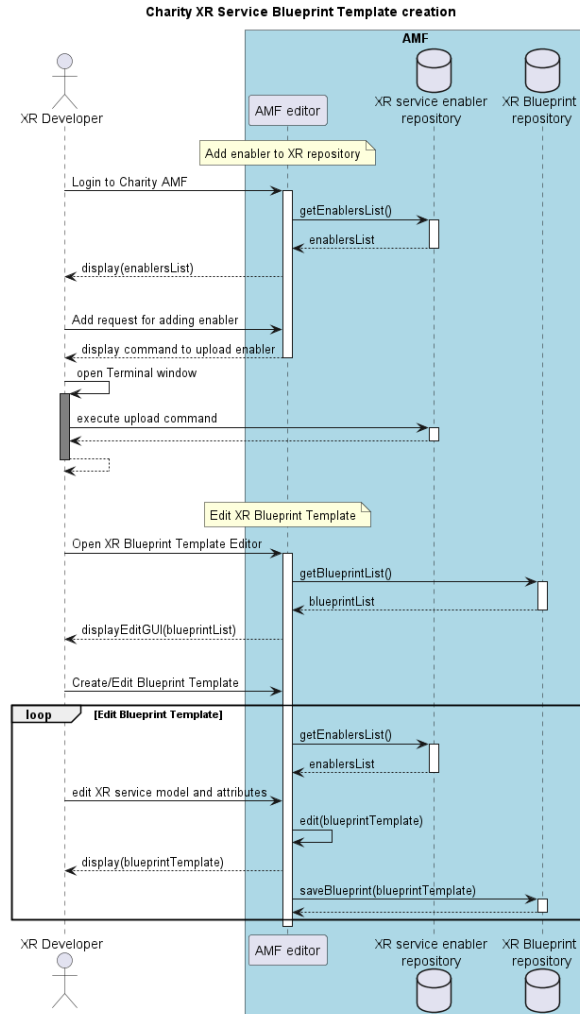 Charity XR Service Blueprint Template creation
AMF
XR Developer
AMF editor
XR service enabler
repository
XR Blueprint
repository
Add enabler to XR repository
Login to Charity AMF
getEnablersList()
enablersList
display(enablersList)
Add request for adding enabler
display command to upload enabler
open Terminal window
execute upload command
Edit XR Blueprint Template
Open XR Blueprint Template Editor
getBlueprintList()
blueprintList
displayEditGUI(blueprintList)
Create/Edit Blueprint Template
loop
[Edit Blueprint Template]
getEnablersList()
enablersList
edit XR service model and attributes
edit(blueprintTemplate)
display(blueprintTemplate)
saveBlueprint(blueprintTemplate)
XR Developer
AMF editor
XR service enabler
repository
XR Blueprint
repository